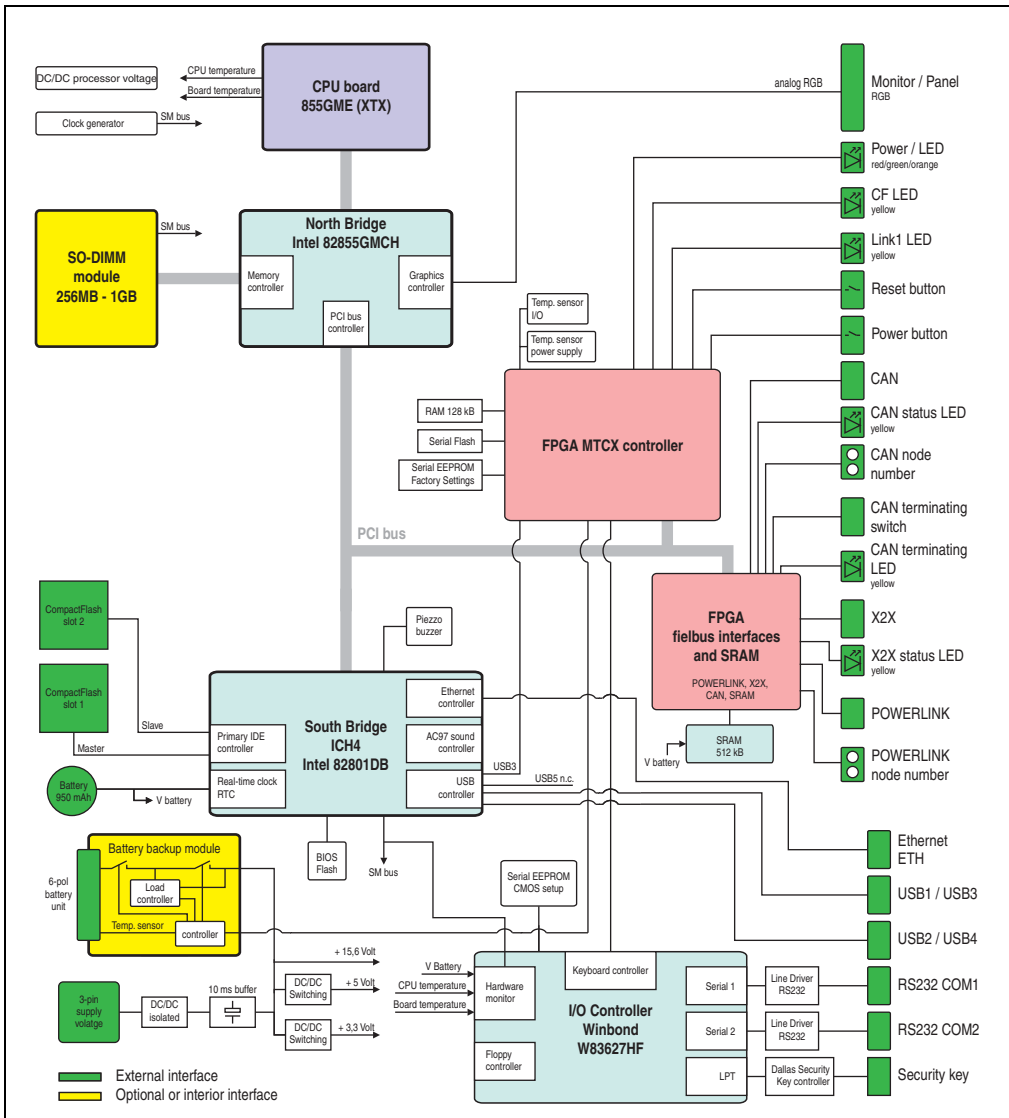 DC/DC processor voltage
CPU temperature
Board temperature
Clock generator
SM bus
CPU board
855GME (XTX)
analog RGB
Monitor / Panel
RGB
Power / LED
red/green/orange
CF LED
yellow
Link1 LED
yellow
Reset button
Power button
CAN
CAN status LED
yellow
CAN node
number
CAN terminating
switch
CAN terminating
LED
yellow
X2X
X2X status LED
yellow
POWERLINK
POWERLINK
node number
Ethernet
ETH
USB1 / USB3
USB2 / USB4
RS232 COM1
RS232 COM2
Security key
SO-DIMM
module
256MB - 1GB
SM bus
North Bridge
Intel 82855GMCH
Memory
controller
Graphics
controller
PCI bus
controller
Temp. sensor
I/O
Temp. sensor
power supply
RAM 128 kB
Serial Flash
Serial EEPROM
Factory Settings
FPGA MTCX controller
PCI bus
FPGA
fielbus interfaces
and SRAM
POWERLINK, X2X,
CAN, SRAM
SRAM
512 kB
V battery
CompactFlash
slot 2
CompactFlash
slot 1
Slave
Master
Battery
950 mAh
V battery
Piezzo
buzzer
South Bridge
ICH4
Intel 82801DB
Primary IDE
controller
Real-time clock
RTC
Ethernet
controller
AC97 sound
controller
USB
controller
USB3
USB5 n.c.
BIOS
Flash
SM bus
Battery backup module
6-pol
battery
unit
Load
controller
Temp. sensor
controller
3-pin
supply
volatge
DC/DC
isolated
10 ms buffer
+ 15,6 Volt
DC/DC
Switching
+ 5 Volt
DC/DC
Switching
+ 3,3 Volt
Serial EEPROM
CMOS setup
V Battery
CPU temperature
Board temperature
Hardware
monitor
Keyboard controller
I/O Controller
Winbond
W83627HF
Floppy
controller
Serial 1
Serial 2
LPT
Line Driver
RS232
Line Driver
RS232
Dallas Security
Key controller
External interface
Optional or interior interface